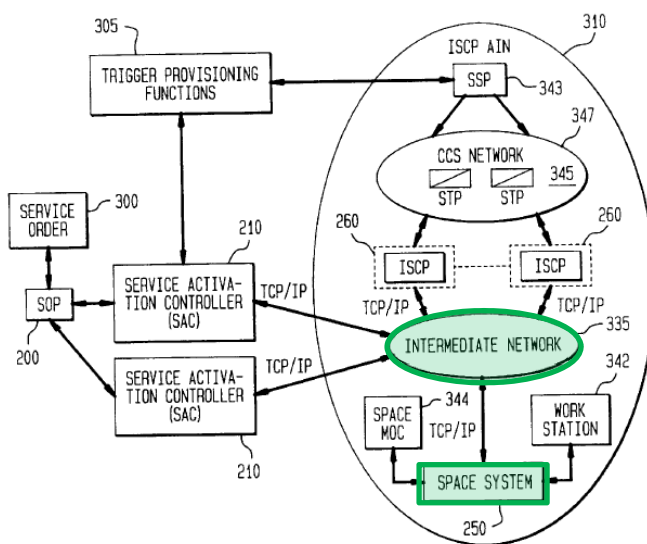 305
310
TRIGGER PROVISIONING
FUNCTIONS
ISCP AIN
SSP
343
347
CCS NETWORK
STP
STP
345
SERVICE
ORDER
300
SOP
200
210
SERVICE ACTIVA-
TION CONTROLLER
(SAC)
TCP/IP
260
ISCP
260
ISCP
TCP/IP
TCP/IP
335
INTERMEDIATE NETWORK
SERVICE ACTIVA-
TION CONTROLLER
(SAC)
210
TCP/IP
344
SPACE
MOC
TCP/IP
342
WORK
STATION
SPACE SYSTEM
250